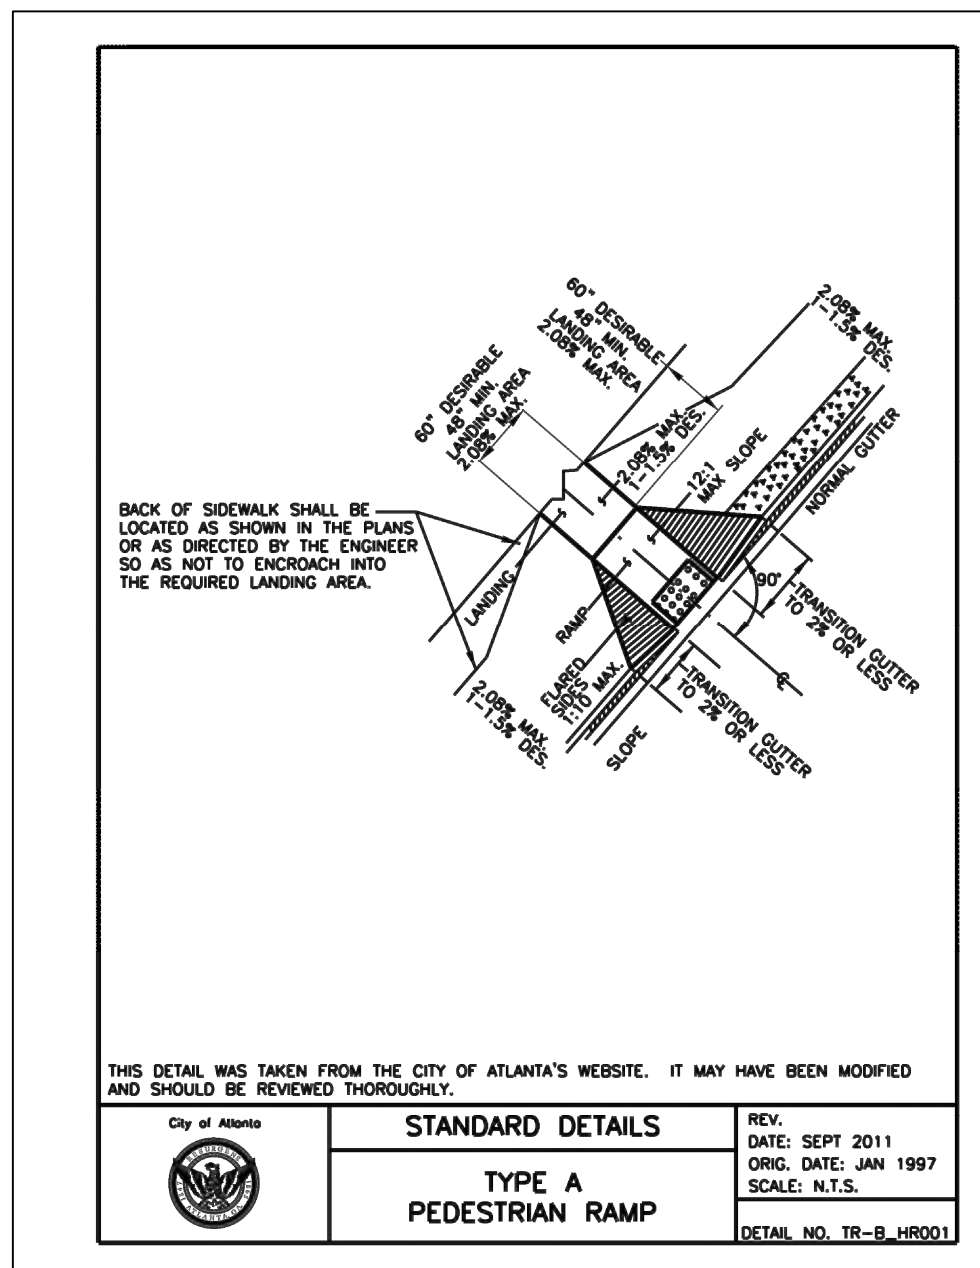 60" DESIRABLE
48" MIN.
LANDING AREA
2.08% MAX.
60" DESIRABLE
48" MIN.
LANDING AREA
2.08% MAX.
2.08% MAX.
1-1.5% DES.
2.08% MAX.
1-1.5% DES.
12:1
MAX SLOPE
NORMAL GUTTER
BACK OF SIDEWALK SHALL BE
LOCATED AS SHOWN IN THE PLANS
OR AS DIRECTED BY THE ENGINEER
SO AS NOT TO ENCROACH INTO
THE REQUIRED LANDING AREA.
LANDING
RAMP
FLARED
SIDES
1:10 MAX.
90°
TRANSITION GUTTER
TO 2% OR LESS
TRANSITION GUTTER
TO 2% OR LESS
2.08% MAX.
1-1.5% DES.
SLOPE
THIS DETAIL WAS TAKEN FROM THE CITY OF ATLANTA'S WEBSITE. IT MAY HAVE BEEN MODIFIED
AND SHOULD BE REVIEWED THOROUGHLY.
City of Atlanta
RESURGENS
1847 ATLANTA, GA. 1865
STANDARD DETAILS
TYPE A
PEDESTRIAN RAMP
REV.
DATE: SEPT 2011
ORIG. DATE: JAN 1997
SCALE: N.T.S.
DETAIL NO. TR-B_HR001